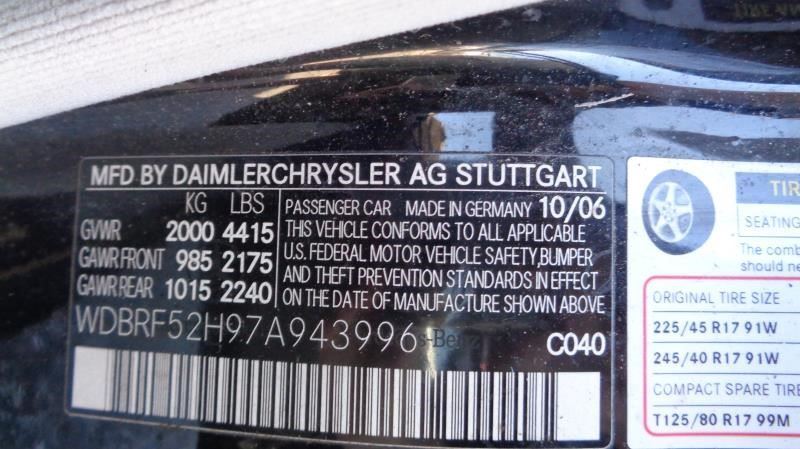 MFD BY DAIMLERCHRYSLER AG STUTTGART
KG LBS
GVWR 2000 4415
GAWR FRONT 985 2175
GAWR REAR 1015 2240
PASSENGER CAR MADE IN GERMANY 10/06
THIS VEHICLE CONFORMS TO ALL APPLICABLE
U.S. FEDERAL MOTOR VEHICLE SAFETY, BUMPER
AND THEFT PREVENTION STANDARDS IN EFFECT
ON THE DATE OF MANUFACTURE SHOWN ABOVE
WDBRF52H97A943996
s-Benz
C040
TIR
SEATING
The comb
should ne
ORIGINAL TIRE SIZE
225/45 R17 91W
245/40 R17 91W
COMPACT SPARE TIRE
T125/80 R17 99M